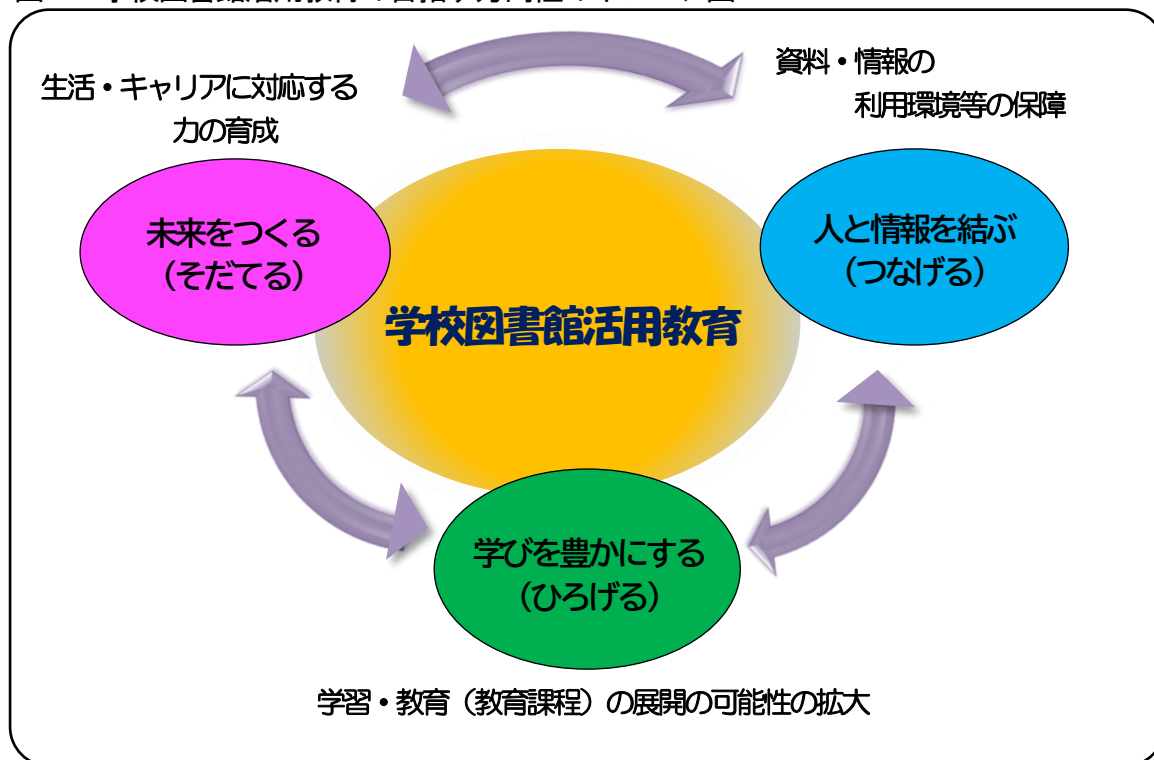 生活・キャリアに対応する
力の育成
資料・情報の
利用環境等の保障
未来をつくる
（そだてる）
人と情報を結ぶ
（つなげる）
学校図書館活用教育
学びを豊かにする
（ひろげる）
学習・教育（教育課程）の展開の可能性の拡大